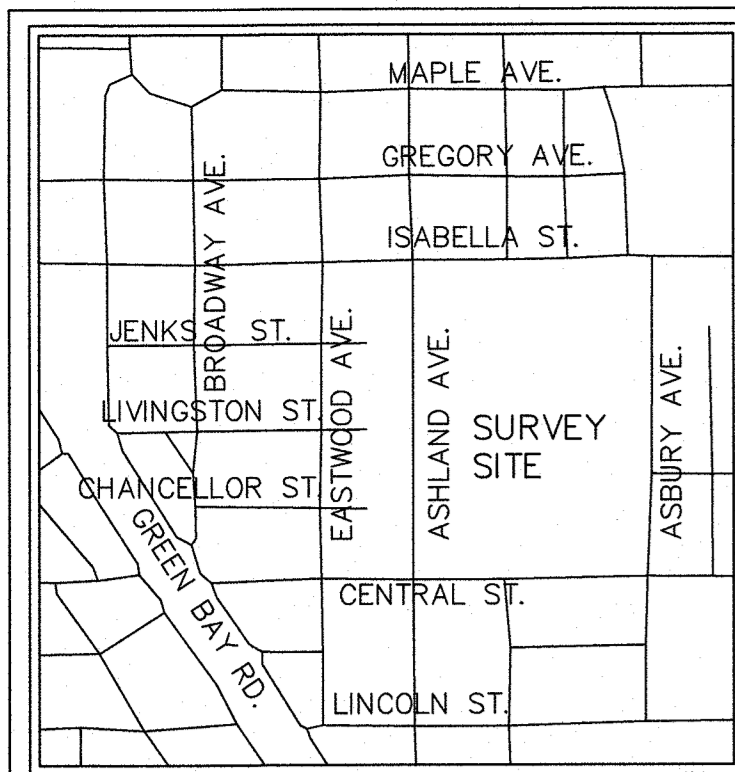 MAPLE AVE.
GREGORY AVE.
BROADWAY AVE.
ISABELLA ST.
JENKS ST.
EASTWOOD AVE.
ASHLAND AVE.
ASBURY AVE.
LIVINGSTON ST.
SURVEY
SITE
CHANCELLOR ST.
GREEN BAY RD.
CENTRAL ST.
LINCOLN ST.